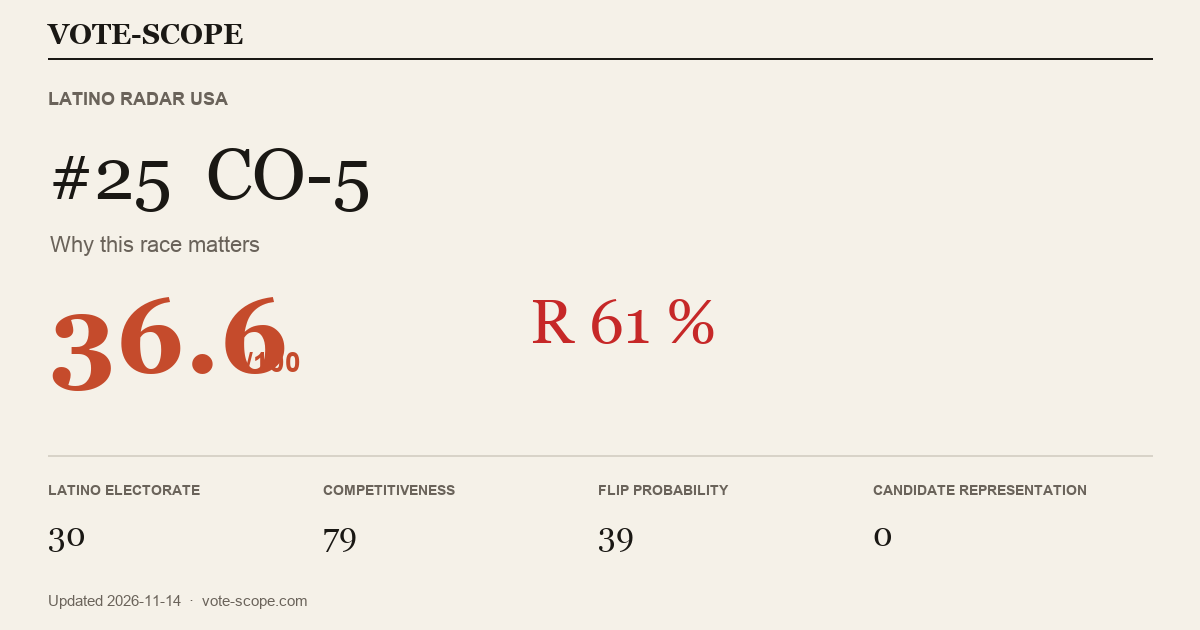 VOTE-SCOPE
LATINO RADAR USA
#25 CO-5
Why this race matters
36.6 /100
R 61 %
LATINO ELECTORATE
COMPETITIVENESS
FLIP PROBABILITY
CANDIDATE REPRESENTATION
30
79
39
0
Updated 2026-11-14 · vote-scope.com